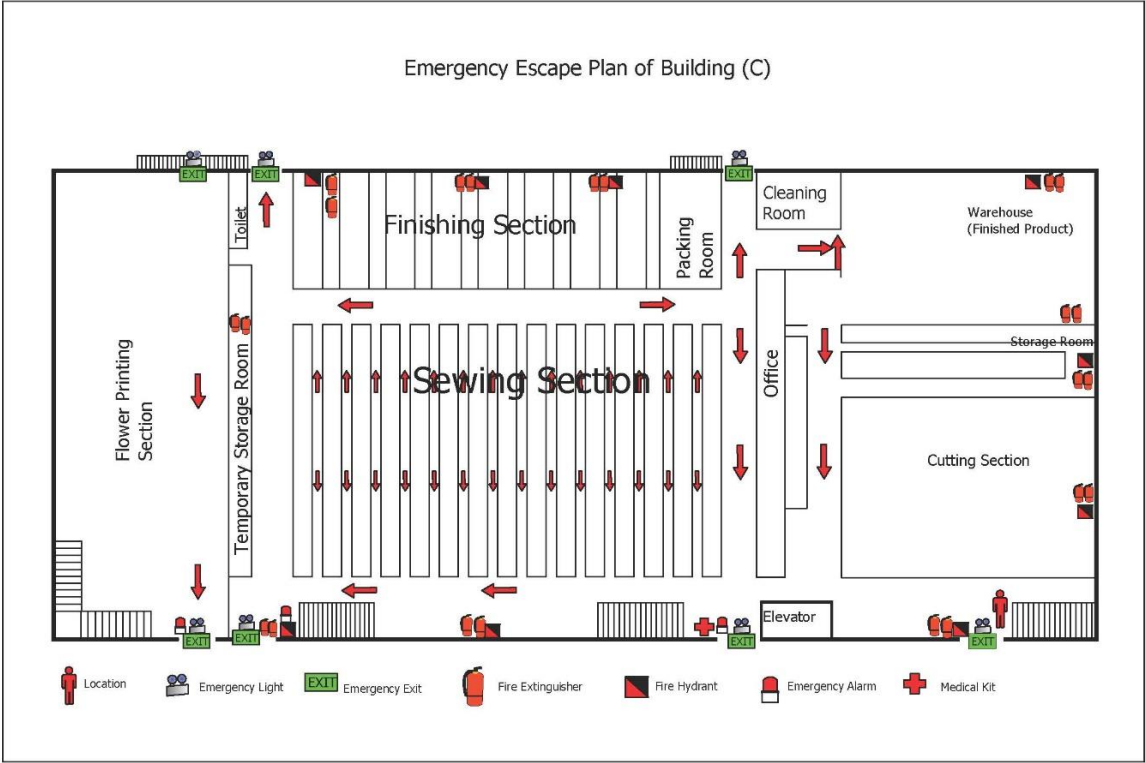 Emergency Escape Plan of Building (C)
EXIT
EXIT
EXIT
Toilet
Finishing Section
Packing
Room
Cleaning
Room
Warehouse
(Finished Product)
Flower Printing
Section
Temporary Storage Room
Sewing Section
Office
Storage Room
Cutting Section
Elevator
EXIT
EXIT
EXIT
EXIT
Location
Emergency Light
EXIT
Emergency Exit
Fire Extinguisher
Fire Hydrant
Emergency Alarm
Medical Kit